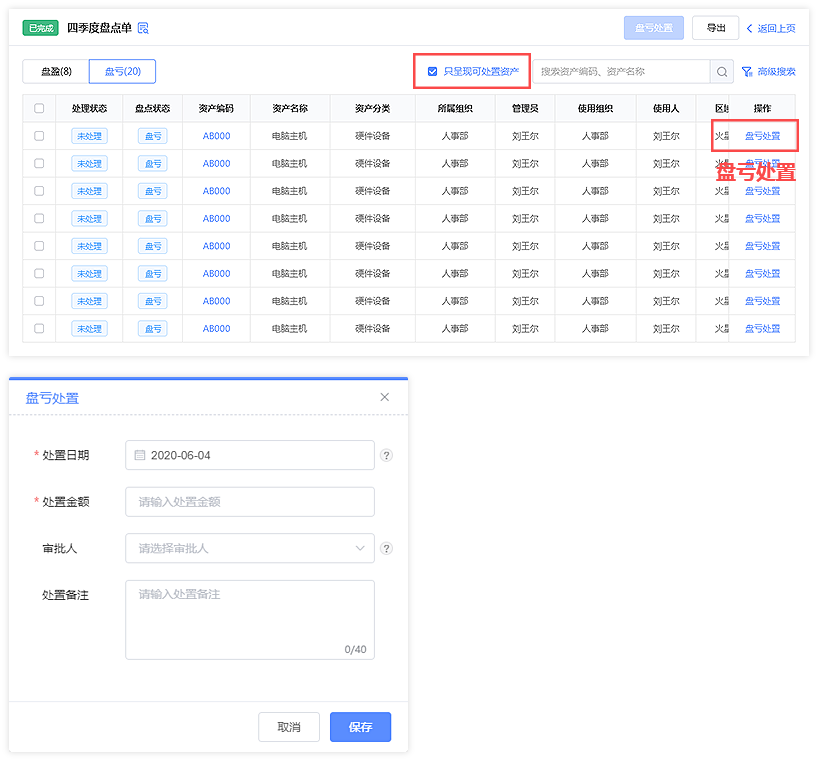 已完成 四季度盘点单 盘亏处置 导出 返回上页
盘盈(8) 盘亏(20) 只呈现可处置资产 搜索资产编码、资产名称 高级搜索
处理状态 盘点状态 资产编码 资产名称 资产分类 所属组织 管理员 使用组织 使用人 区域 操作
未处理 盘亏 AB000 电脑主机 硬件设备 人事部 刘王尔 人事部 刘王尔 火星 盘亏处置
未处理 盘亏 AB000 电脑主机 硬件设备 人事部 刘王尔 人事部 刘王尔 火星 盘亏处置
盘亏处置
未处理 盘亏 AB000 电脑主机 硬件设备 人事部 刘王尔 人事部 刘王尔 火星 盘亏处置
未处理 盘亏 AB000 电脑主机 硬件设备 人事部 刘王尔 人事部 刘王尔 火星 盘亏处置
未处理 盘亏 AB000 电脑主机 硬件设备 人事部 刘王尔 人事部 刘王尔 火星 盘亏处置
未处理 盘亏 AB000 电脑主机 硬件设备 人事部 刘王尔 人事部 刘王尔 火星 盘亏处置
未处理 盘亏 AB000 电脑主机 硬件设备 人事部 刘王尔 人事部 刘王尔 火星 盘亏处置
未处理 盘亏 AB000 电脑主机 硬件设备 人事部 刘王尔 人事部 刘王尔 火星 盘亏处置
盘亏处置
* 处置日期 2020-06-04 ?
* 处置金额 请输入处置金额
审批人 请选择审批人 ?
处置备注 请输入处置备注
0/40
取消 保存